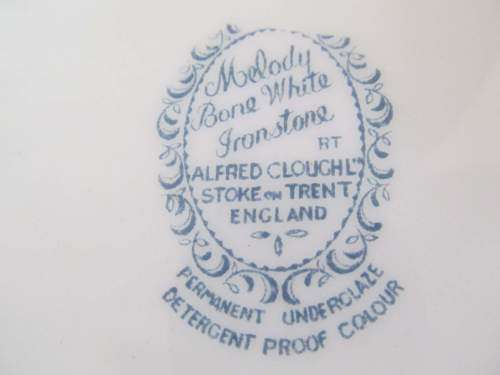 Melody
Bone White
Ironstone
RT
ALFRED CLOUGH LTD
STOKE ON TRENT
ENGLAND
PERMANENT UNDERGLAZE
DETERGENT PROOF COLOUR